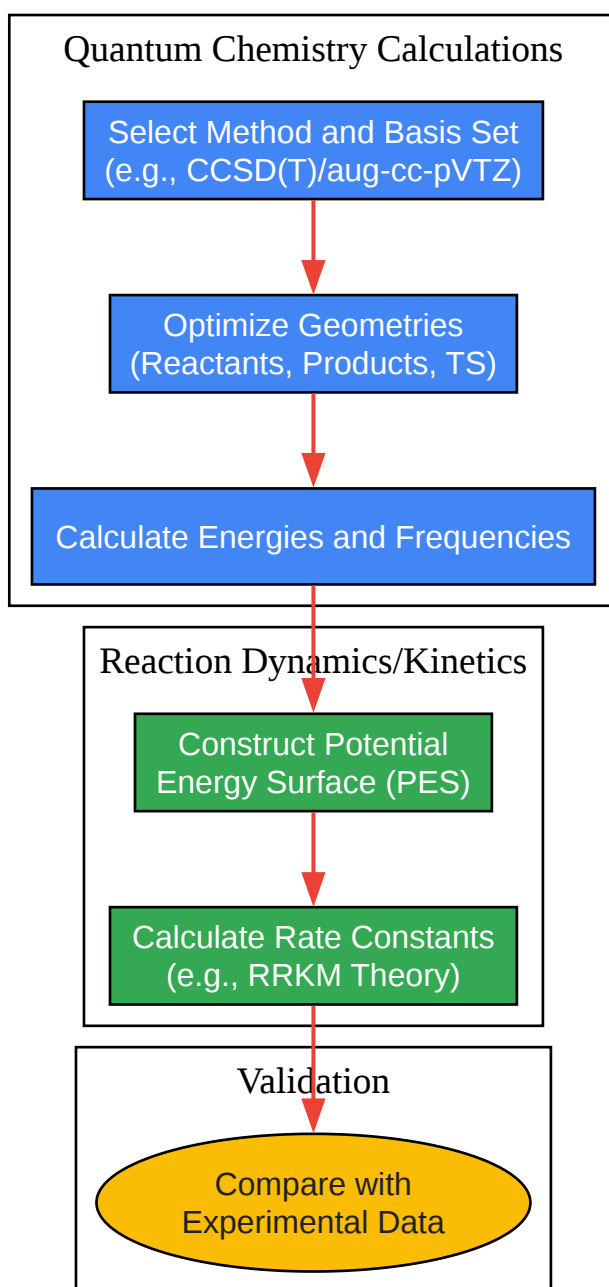 Quantum Chemistry Calculations
Select Method and Basis Set
(e.g., CCSD(T)/aug-cc-pVTZ)
Optimize Geometries
(Reactants, Products, TS)
Calculate Energies and Frequencies
Reaction Dynamics/Kinetics
Construct Potential
Energy Surface (PES)
Calculate Rate Constants
(e.g., RRKM Theory)
Validation
Compare with
Experimental Data